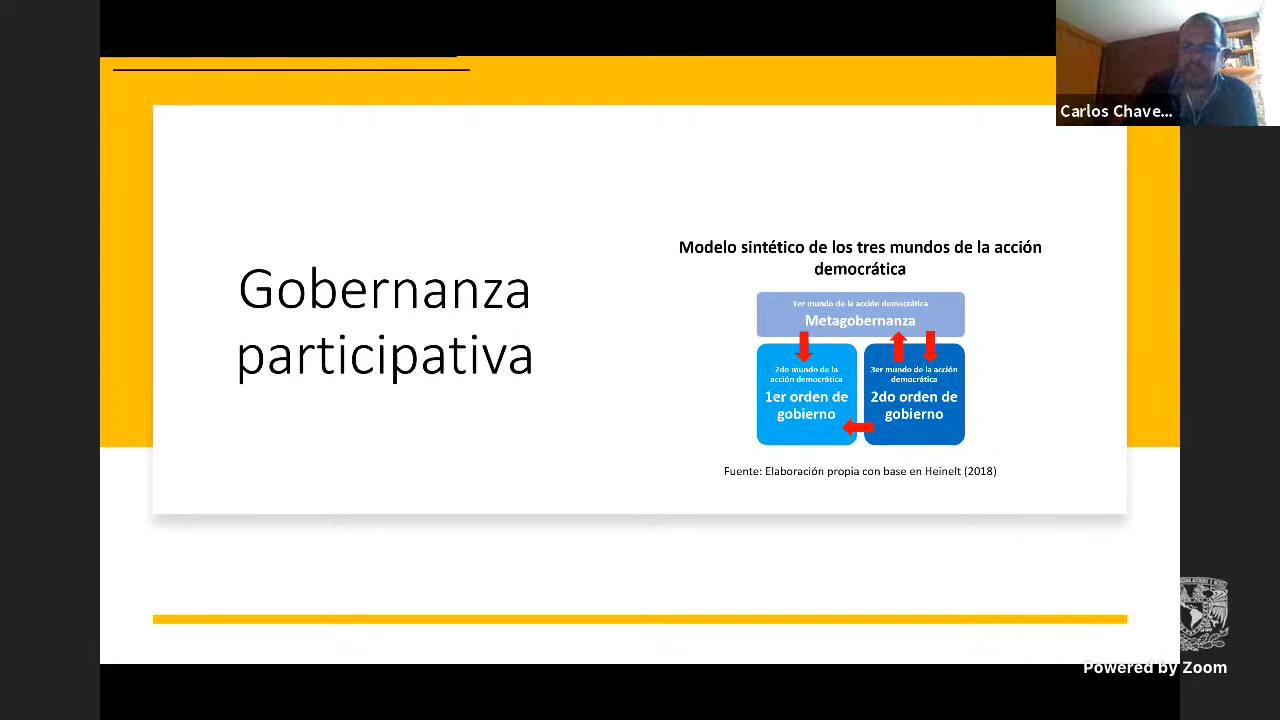 Carlos Chave...
Gobernanza
participativa
Modelo sintético de los tres mundos de la acción
democrática
1er mundo de la acción democrática
Metagobernanza
2do mundo de la
acción democrática
1er orden de
gobierno
3er mundo de la acción
democrática
2do orden de
gobierno
Fuente: Elaboración propia con base en Heinelt (2018)
Powered by Zoom